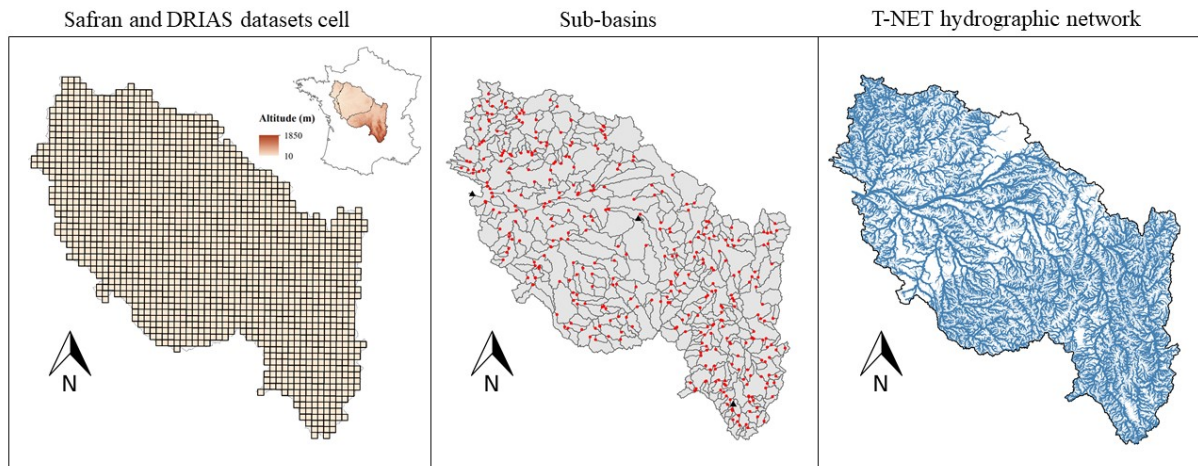 Safran and DRIAS datasets cell
Sub-basins
T-NET hydrographic network
Altitude (m)
1850
10
N
N
N